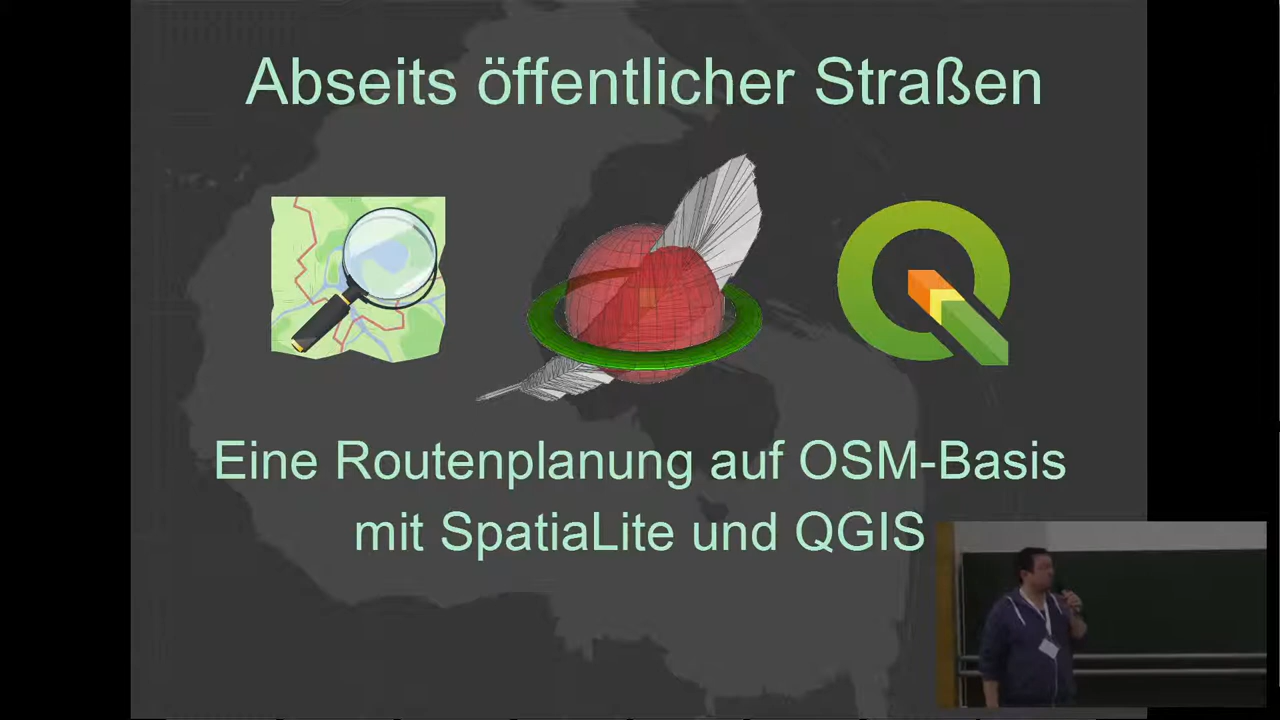 Abseits öffentlicher Straßen
Eine Routenplanung auf OSM-Basis
mit SpatiaLite und QGIS